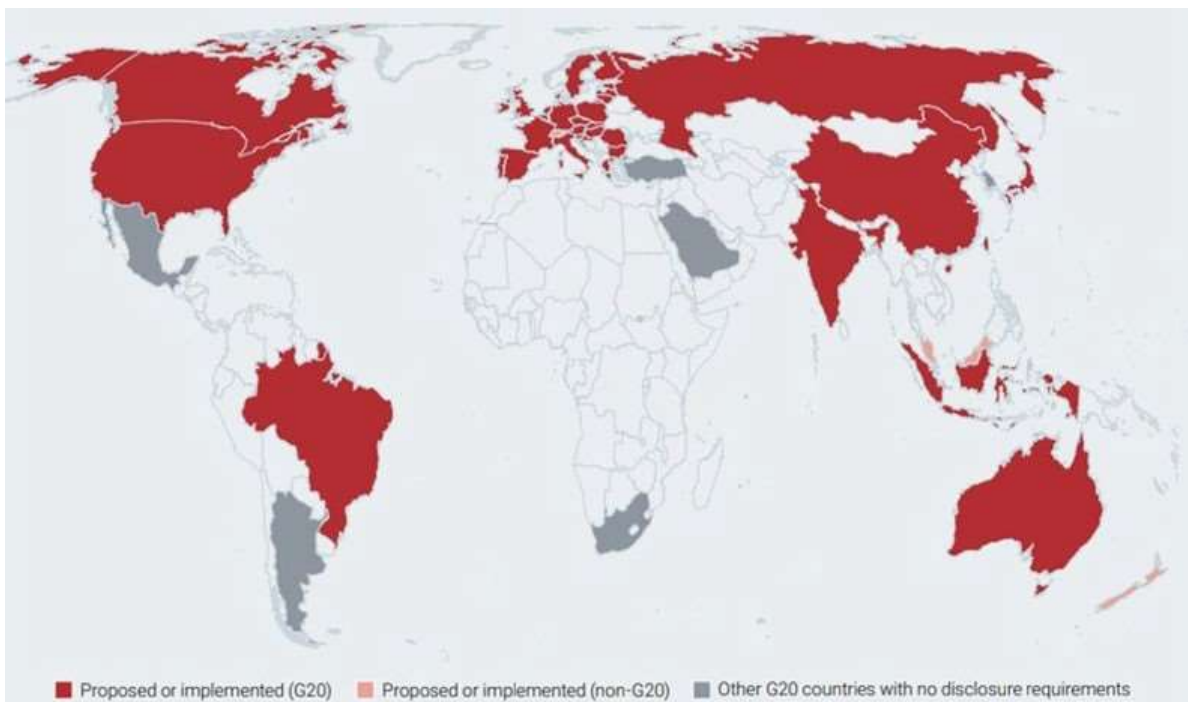 Proposed or implemented (G20) Proposed or implemented (non-G20) Other G20 countries with no disclosure requirements